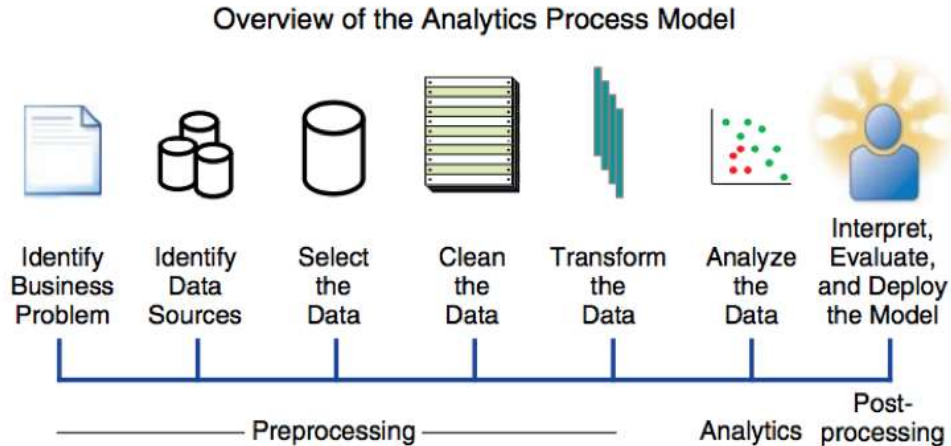 Overview of the Analytics Process Model
Identify
Business
Problem
Identify
Data
Sources
Select
the
Data
Clean
the
Data
Transform
the
Data
Analyze
the
Data
Interpret,
Evaluate,
and Deploy
the Model
Preprocessing
Analytics
Post-
processing